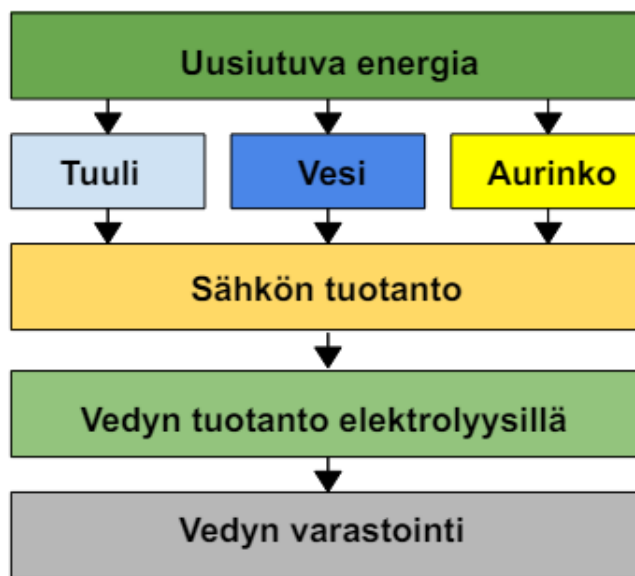 Uusiutuva energia
Tuuli
Vesi
Aurinko
Sähkön tuotanto
Vedyn tuotanto elektrolyysillä
Vedyn varastointi